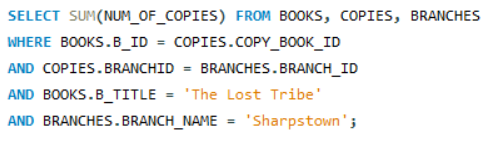 SELECT SUM(NUM_OF_COPIES) FROM BOOKS, COPIES, BRANCHES
WHERE BOOKS.B_ID = COPIES.COPY_BOOK_ID
AND COPIES.BRANCHID = BRANCHES.BRANCH_ID
AND BOOKS.B_TITLE = 'The Lost Tribe'
AND BRANCHES.BRANCH_NAME = 'Sharpstown';